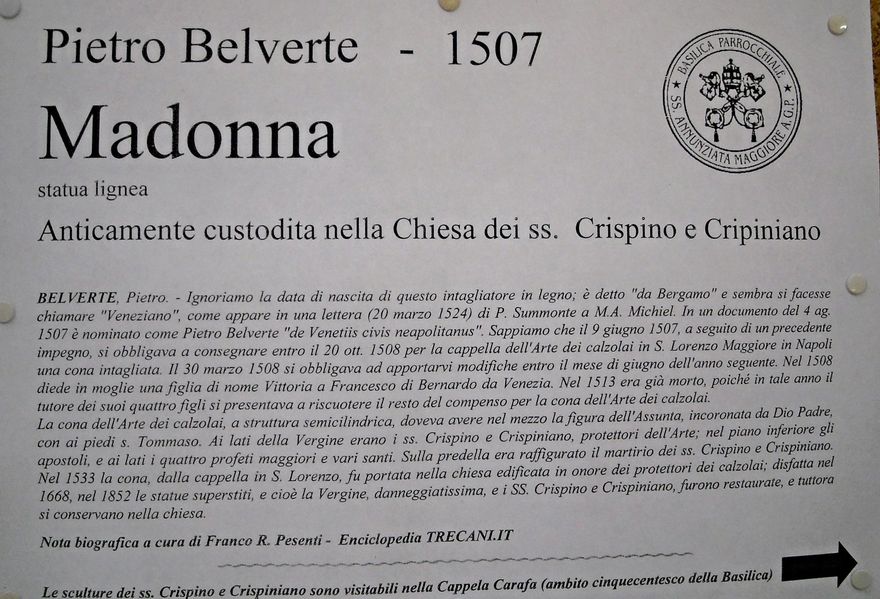 Pietro Belverte - 1507
BASILICA PARROCCHIALE
SS. ANNUNZIATA MAGGIORE A.G.P.
Madonna
statua lignea
Anticamente custodita nella Chiesa dei ss. Crispino e Cripiniano
BELVERTE, Pietro. - Ignoriamo la data di nascita di questo intagliatore in legno; è detto "da Bergamo" e sembra si facesse
chiamare "Veneziano", come appare in una lettera (20 marzo 1524) di P. Summonte a M.A. Michiel. In un documento del 4 ag.
1507 è nominato come Pietro Belverte "de Venetiis civis neapolitanus". Sappiamo che il 9 giugno 1507, a seguito di un precedente
impegno, si obbligava a consegnare entro il 20 ott. 1508 per la cappella dell'Arte dei calzolai in S. Lorenzo Maggiore in Napoli
una cona intagliata. Il 30 marzo 1508 si obbligava ad apportarvi modifiche entro il mese di giugno dell'anno seguente. Nel 1508
diede in moglie una figlia di nome Vittoria a Francesco di Bernardo da Venezia. Nel 1513 era già morto, poiché in tale anno il
tutore dei suoi quattro figli si presentava a riscuotere il resto del compenso per la cona dell'Arte dei calzolai.
La cona dell'Arte dei calzolai, a struttura semicilindrica, doveva avere nel mezzo la figura dell'Assunta, incoronata da Dio Padre,
con ai piedi s. Tommaso. Ai lati della Vergine erano i ss. Crispino e Crispiniano, protettori dell'Arte; nel piano inferiore gli
apostoli, e ai lati i quattro profeti maggiori e vari santi. Sulla predella era raffigurato il martirio dei ss. Crispino e Crispiniano.
Nel 1533 la cona, dalla cappella in S. Lorenzo, fu portata nella chiesa edificata in onore dei protettori dei calzolai; disfatta nel
1668, nel 1852 le statue superstiti, e cioè la Vergine, danneggiatissima, e i SS. Crispino e Crispiniano, furono restaurate, e tuttora
si conservano nella chiesa.
Nota biografica a cura di Franco R. Pesenti - Enciclopedia TRECANI.IT
Le sculture dei ss. Crispino e Crispiniano sono visitabili nella Cappela Carafa (ambito cinquecentesco della Basilica)